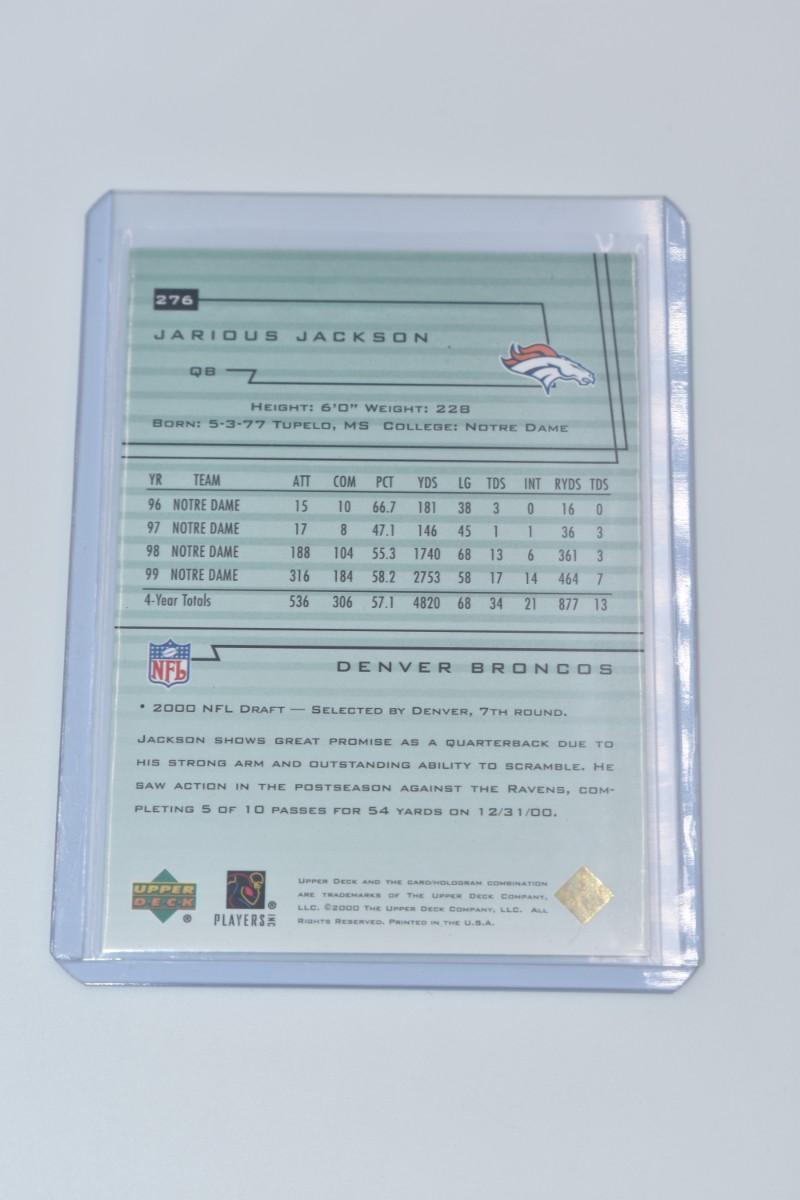 276
JARIOUS JACKSON
QB
HEIGHT: 6'0" WEIGHT: 228
BORN: 5-3-77 TUPELO, MS COLLEGE: NOTRE DAME
YR TEAM ATT COM PCT YDS LG TDS INT RYDS TDS
96 NOTRE DAME 15 10 66.7 181 38 3 0 16 0
97 NOTRE DAME 17 8 47.1 146 45 1 1 36 3
98 NOTRE DAME 188 104 55.3 1740 68 13 6 361 3
99 NOTRE DAME 316 184 58.2 2753 58 17 14 464 7
4-Year Totals 536 306 57.1 4820 68 34 21 877 13
NFL
DENVER BRONCOS
• 2000 NFL DRAFT — SELECTED BY DENVER, 7TH ROUND.
JACKSON SHOWS GREAT PROMISE AS A QUARTERBACK DUE TO
HIS STRONG ARM AND OUTSTANDING ABILITY TO SCRAMBLE. HE
SAW ACTION IN THE POSTSEASON AGAINST THE RAVENS, COM-
PLETING 5 OF 10 PASSES FOR 54 YARDS ON 12/31/00.
UPPER
DECK ®
PLAYERS INC ®
UPPER DECK AND THE CARD/HOLOGRAM COMBINATION
ARE TRADEMARKS OF THE UPPER DECK COMPANY,
LLC. ©2000 THE UPPER DECK COMPANY, LLC. ALL
RIGHTS RESERVED. PRINTED IN THE U.S.A.